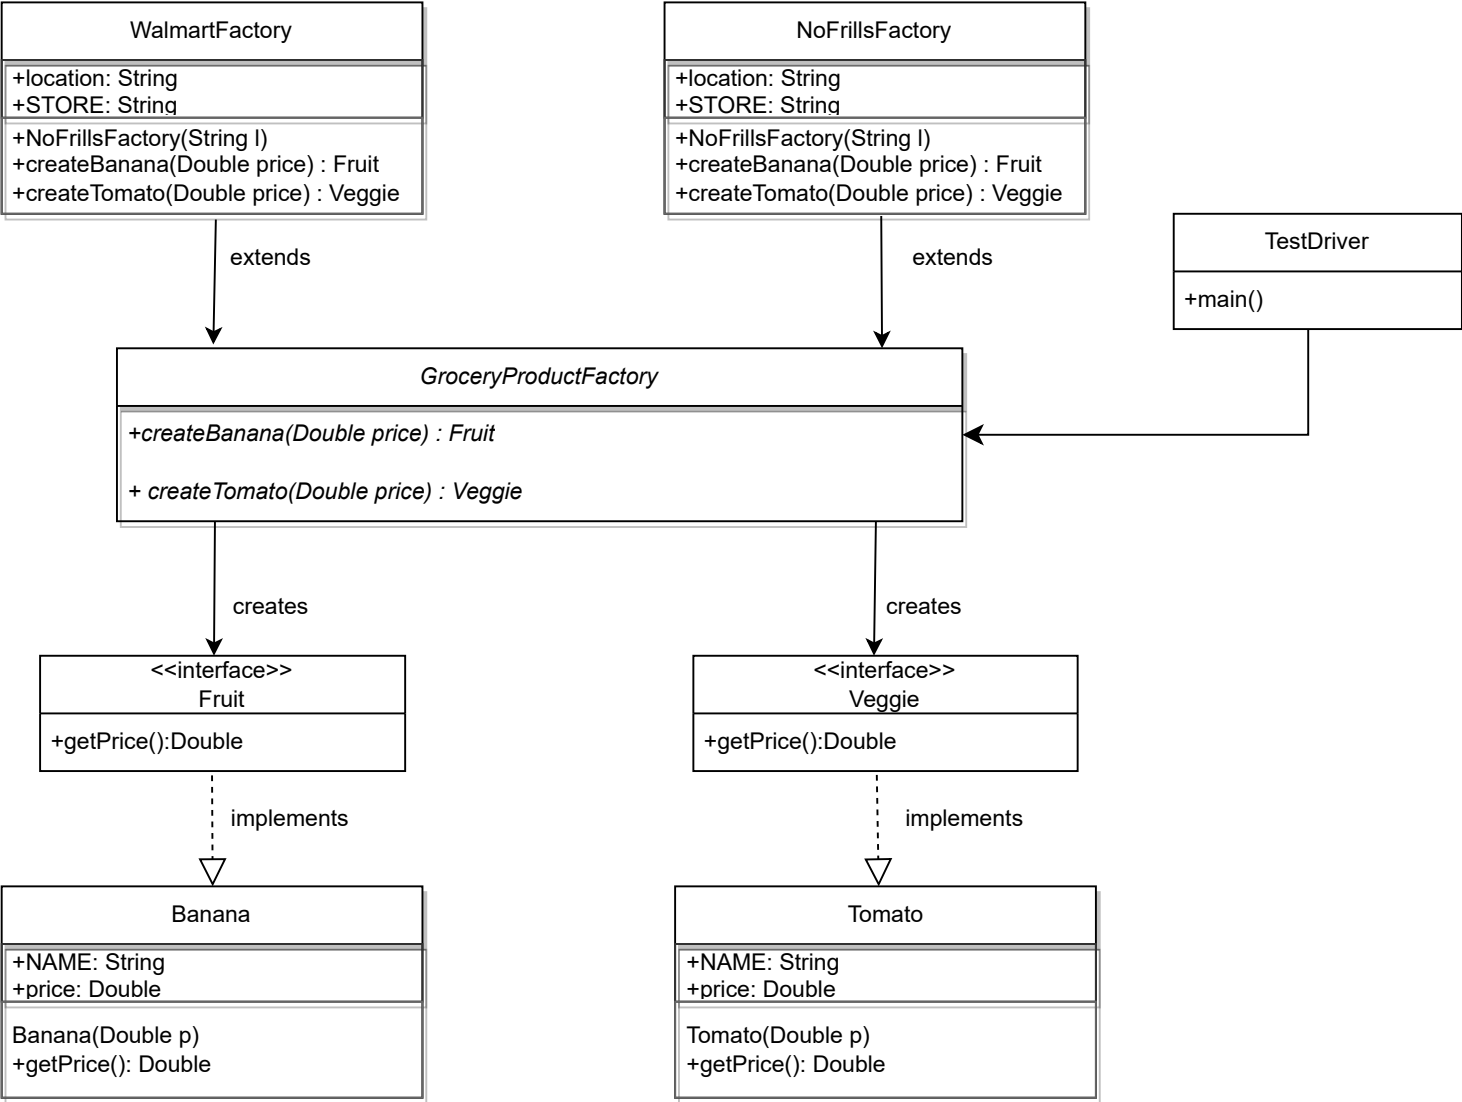 WalmartFactory
+location: String
+STORE: String
+NoFrillsFactory(String l)
+createBanana(Double price) : Fruit
+createTomato(Double price) : Veggie
NoFrillsFactory
+location: String
+STORE: String
+NoFrillsFactory(String l)
+createBanana(Double price) : Fruit
+createTomato(Double price) : Veggie
extends
extends
TestDriver
+main()
GroceryProductFactory
+createBanana(Double price) : Fruit
+ createTomato(Double price) : Veggie
creates
creates
<<interface>>
Fruit
+getPrice():Double
<<interface>>
Veggie
+getPrice():Double
implements
implements
Banana
+NAME: String
+price: Double
Banana(Double p)
+getPrice(): Double
Tomato
+NAME: String
+price: Double
Tomato(Double p)
+getPrice(): Double